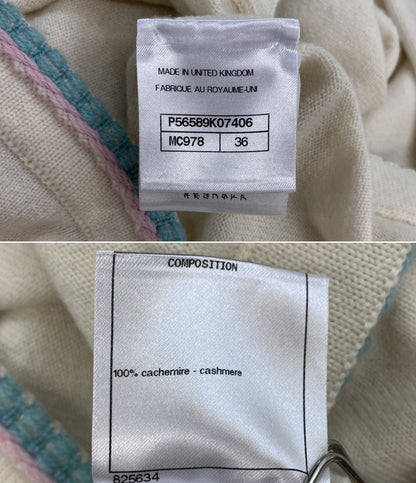 MADE IN UNITED KINGDOM
FABRIQUE AU ROYAUME-UNI
P56589K07406
MC978 36
COMPOSITION
100% cachemire - cashmere
825634